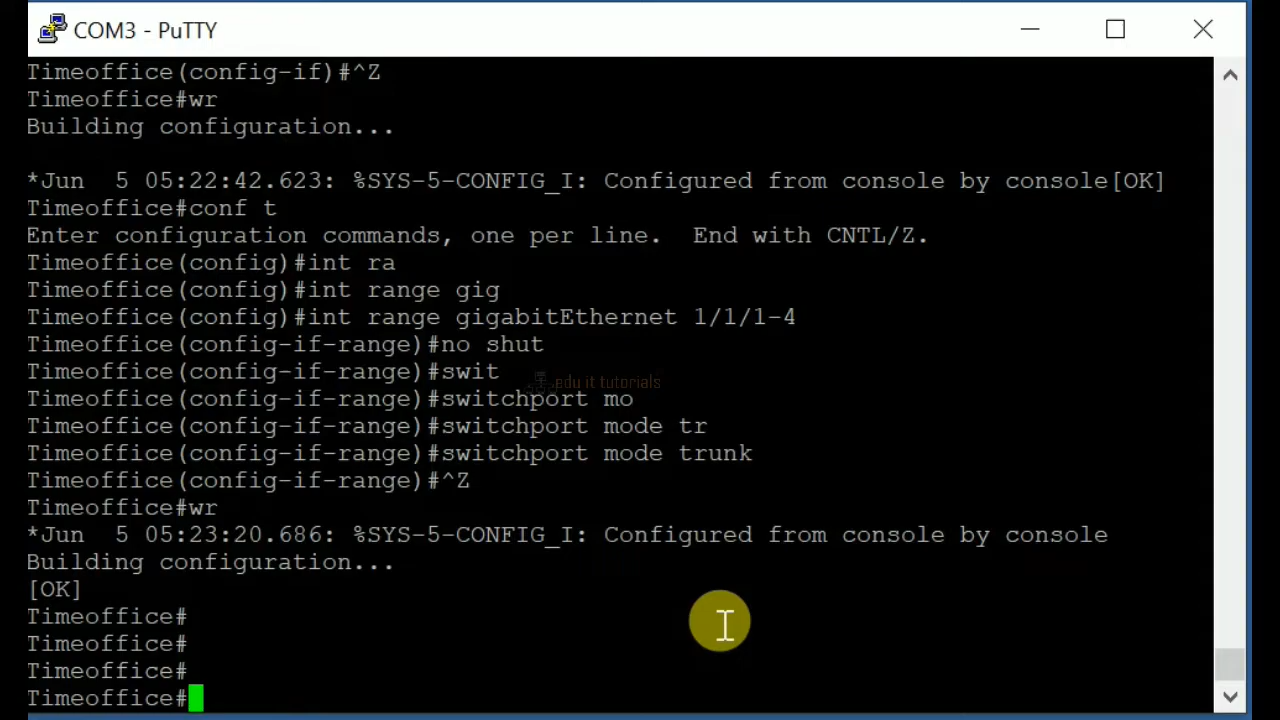 COM3 - PuTTY
Timeoffice(config-if)#^Z
Timeoffice#wr
Building configuration...
*Jun  5 05:22:42.623: %SYS-5-CONFIG_I: Configured from console by console[OK]
Timeoffice#conf t
Enter configuration commands, one per line.  End with CNTL/Z.
Timeoffice(config)#int ra
Timeoffice(config)#int range gig
Timeoffice(config)#int range gigabitEthernet 1/1/1-4
Timeoffice(config-if-range)#no shut
Timeoffice(config-if-range)#swit
edu it tutorials
Timeoffice(config-if-range)#switchport mo
Timeoffice(config-if-range)#switchport mode tr
Timeoffice(config-if-range)#switchport mode trunk
Timeoffice(config-if-range)#^Z
Timeoffice#wr
*Jun  5 05:23:20.686: %SYS-5-CONFIG_I: Configured from console by console
Building configuration...
[OK]
Timeoffice#
Timeoffice#
Timeoffice#
Timeoffice#